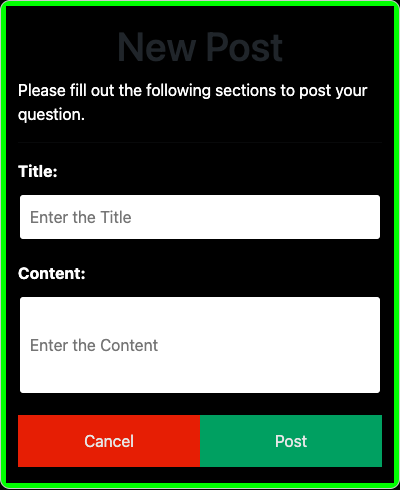 New Post
Please fill out the following sections to post your
question.
Title:
Enter the Title
Content:
Enter the Content
Cancel
Post